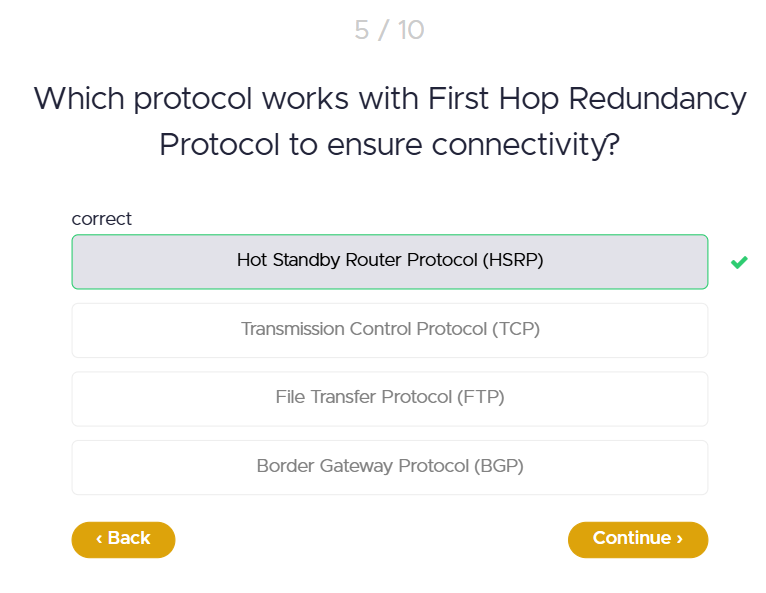 5 / 10
Which protocol works with First Hop Redundancy
Protocol to ensure connectivity?
correct
Hot Standby Router Protocol (HSRP)
Transmission Control Protocol (TCP)
File Transfer Protocol (FTP)
Border Gateway Protocol (BGP)
‹ Back
Continue ›